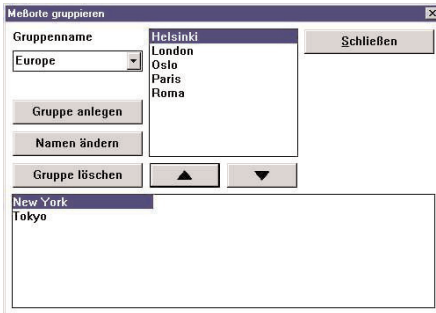 Meßorte gruppieren
Gruppenname
Europe
Helsinki
London
Oslo
Paris
Roma
Schließen
Gruppe anlegen
Namen ändern
Gruppe löschen
New York
Tokyo